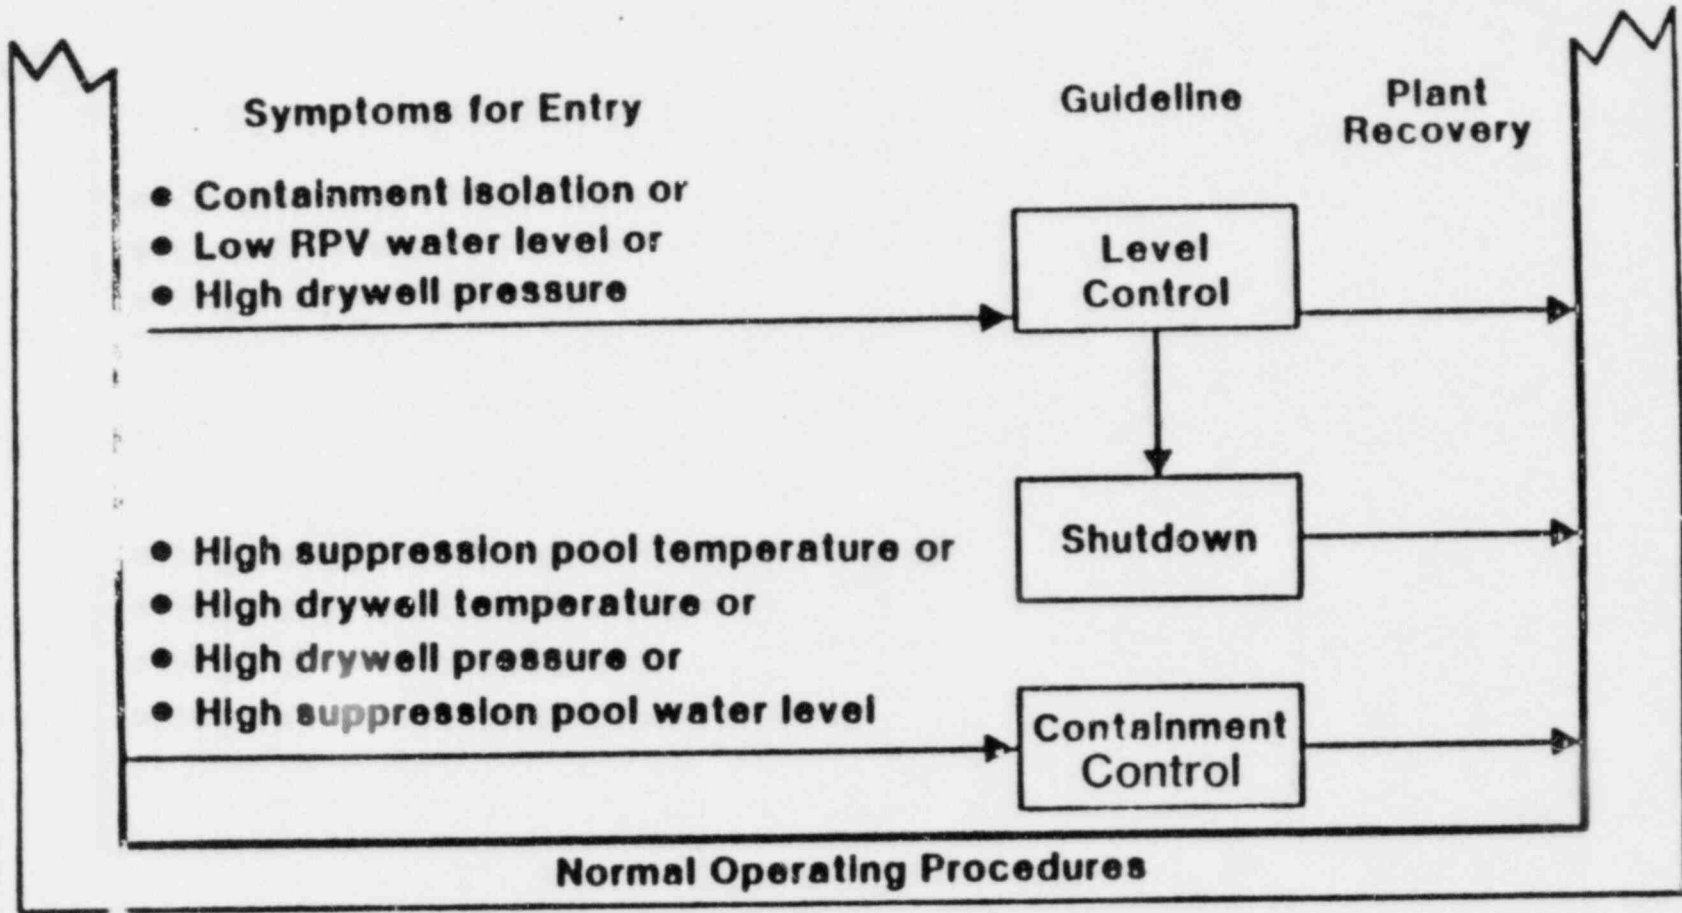 Symptoms for Entry
Guideline
Plant
Recovery
• Containment isolation or
• Low RPV water level or
• High drywell pressure
Level
Control
Shutdown
• High suppression pool temperature or
• High drywell temperature or
• High drywell pressure or
• High suppression pool water level
Containment
Control
Normal Operating Procedures